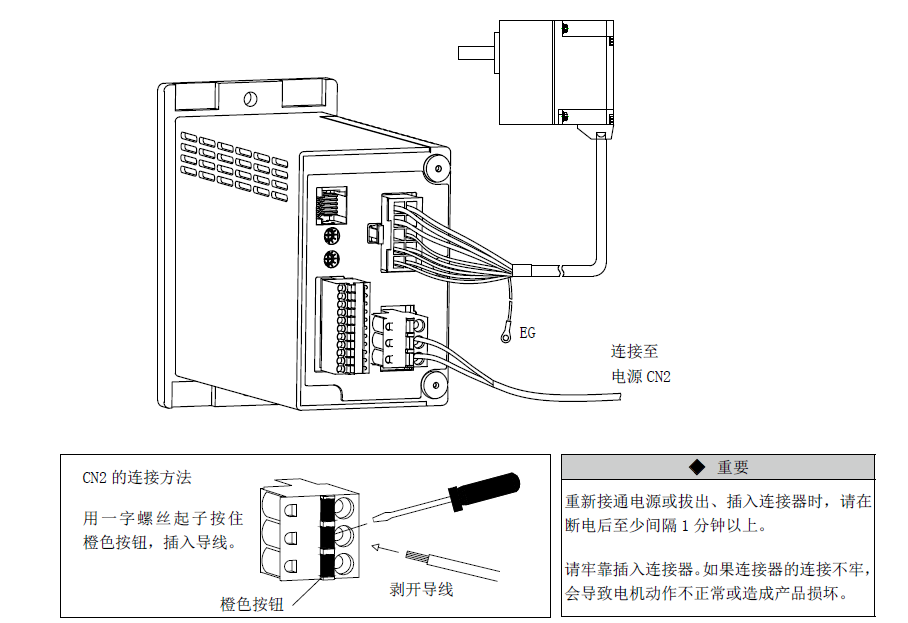 EG
连接至
电源 CN2
CN2 的连接方法
用一字螺丝起子按住
橙色按钮，插入导线。
橙色按钮
剥开导线
◆ 重要
重新接通电源或拔出、插入连接器时，请在
断电后至少间隔 1 分钟以上。
请牢靠插入连接器。如果连接器的连接不牢，
会导致电机动作不正常或造成产品损坏。